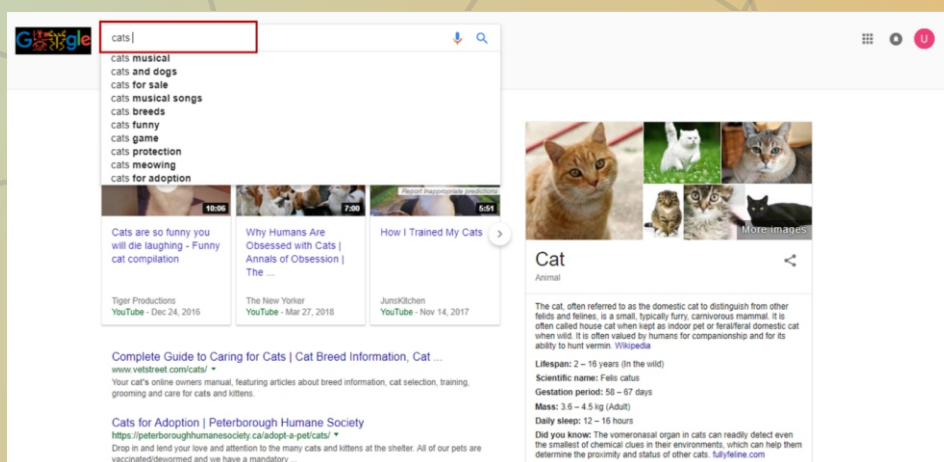 Google
cats
U
cats musical
cats and dogs
cats for sale
cats musical songs
cats breeds
cats funny
cats game
cats protection
cats meowing
cats for adoption
Report inappropriate predictions
10:06
7:00
5:51
Cats are so funny you
will die laughing - Funny
cat compilation
Tiger Productions
YouTube - Dec 24, 2016
Why Humans Are
Obsessed with Cats |
Annals of Obsession |
The ...
The New Yorker
YouTube - Mar 27, 2018
How I Trained My Cats
JunsKitchen
YouTube - Nov 14, 2017
Complete Guide to Caring for Cats | Cat Breed Information, Cat ...
www.vetstreet.com/cats/
Your cat's online owners manual, featuring articles about breed information, cat selection, training,
grooming and care for cats and kittens.
Cats for Adoption | Peterborough Humane Society
https://peterboroughhumanesociety.ca/adopt-a-pet/cats/
Drop in and lend your love and attention to the many cats and kittens at the shelter. All of our pets are
vaccinated/dewormed and we have a mandatory ...
More images
Cat
Animal
The cat, often referred to as the domestic cat to distinguish from other
felids and felines, is a small, typically furry, carnivorous mammal. It is
often called house cat when kept as indoor pet or feral/feral domestic cat
when wild. It is often valued by humans for companionship and for its
ability to hunt vermin. Wikipedia
Lifespan: 2 – 16 years (In the wild)
Scientific name: Felis catus
Gestation period: 58 – 67 days
Mass: 3.6 – 4.5 kg (Adult)
Daily sleep: 12 – 16 hours
Did you know: The vomeronasal organ in cats can readily detect even
the smallest of chemical clues in their environments, which can help them
determine the proximity and status of other cats. fullyfeline.com